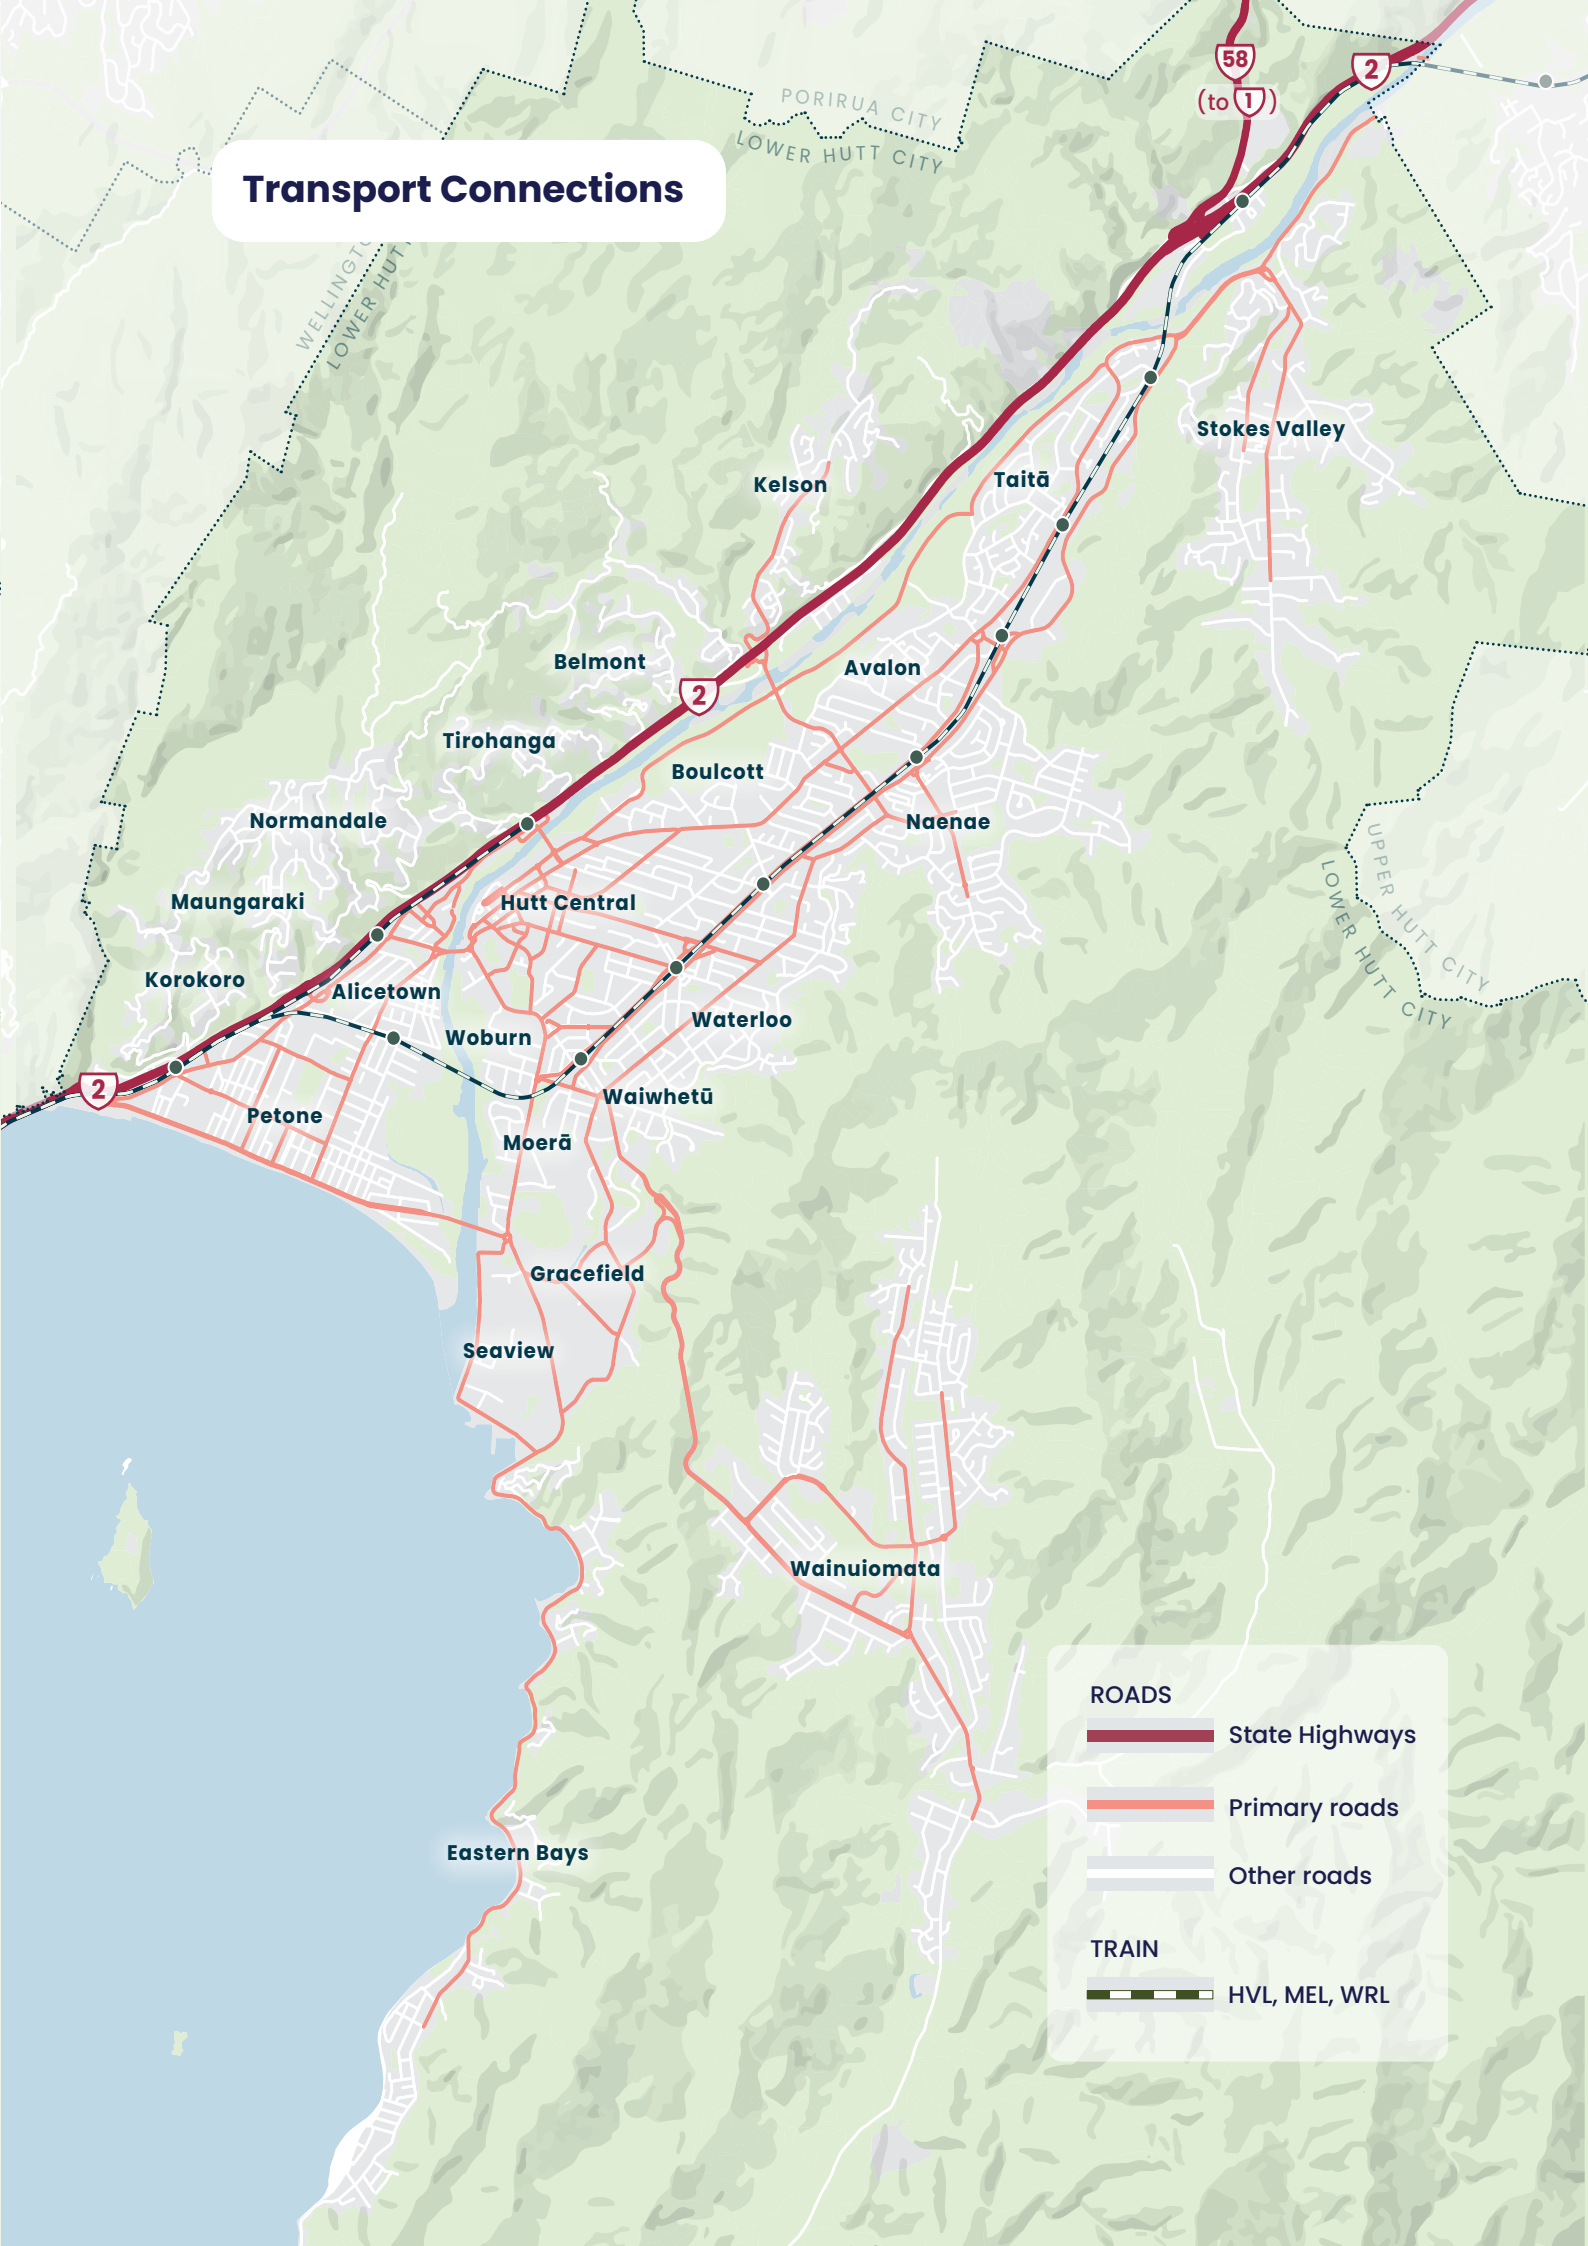 58
2
(to 1)
PORIRUA CITY
LOWER HUTT CITY
Transport Connections
LOWER HUTT
Stokes Valley
Kelson
Taitā
Belmont
Avalon
2
Tirohanga
Boulcott
Normandale
Naenae
Maungaraki
Hutt Central
UPPER HUTT CITY
LOWER HUTT CITY
Korokoro
Alicetown
Waterloo
Woburn
2
Waiwhetū
Petone
Moerā
Gracefield
Seaview
Wainuiomata
Eastern Bays
ROADS
State Highways
Primary roads
Other roads
TRAIN
HVL, MEL, WRL